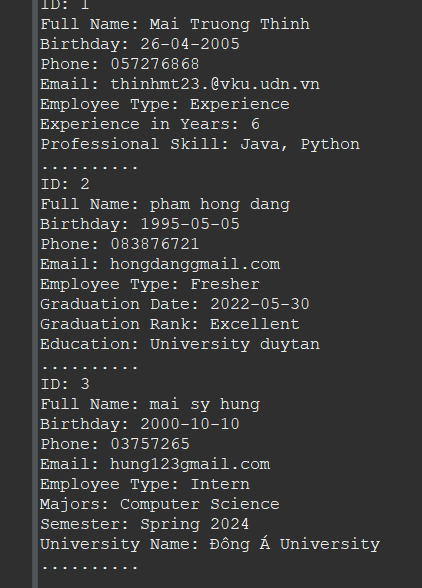 ID: 1
Full Name: Mai Truong Thinh
Birthday: 26-04-2005
Phone: 057276868
Email: thinhmt23.@vku.udn.vn
Employee Type: Experience
Experience in Years: 6
Professional Skill: Java, Python
..........
ID: 2
Full Name: pham hong dang
Birthday: 1995-05-05
Phone: 083876721
Email: hongdanggmail.com
Employee Type: Fresher
Graduation Date: 2022-05-30
Graduation Rank: Excellent
Education: University duytan
..........
ID: 3
Full Name: mai sy hung
Birthday: 2000-10-10
Phone: 03757265
Email: hung123gmail.com
Employee Type: Intern
Majors: Computer Science
Semester: Spring 2024
University Name: Đông Á University
..........